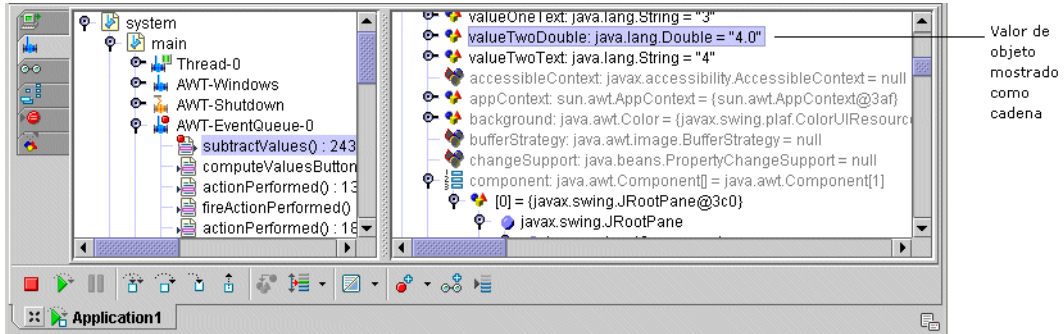 system
main
Thread-0
AWT-Windows
AWT-Shutdown
AWT-EventQueue-0
subtractValues() : 243
computeValuesButton
actionPerformed() : 13
fireActionPerformed()
actionPerformed() : 18
valueOneText: java.lang.String = "3"
valueTwoDouble: java.lang.Double = "4.0"
valueTwoText: java.lang.String = "4"
accessibleContext: javax.accessibility.AccessibleContext = null
appContext: sun.awt.AppContext = {sun.awt.AppContext@3af}
background: java.awt.Color = {javax.swing.plaf.ColorUIResourc
bufferStrategy: java.awt.image.BufferStrategy = null
changeSupport: java.beans.PropertyChangeSupport = null
component: java.awt.Component[] = java.awt.Component[1]
[0] = {javax.swing.JRootPane@3c0}
javax.swing.JRootPane
Valor de
objeto
mostrado
como
cadena
Application1